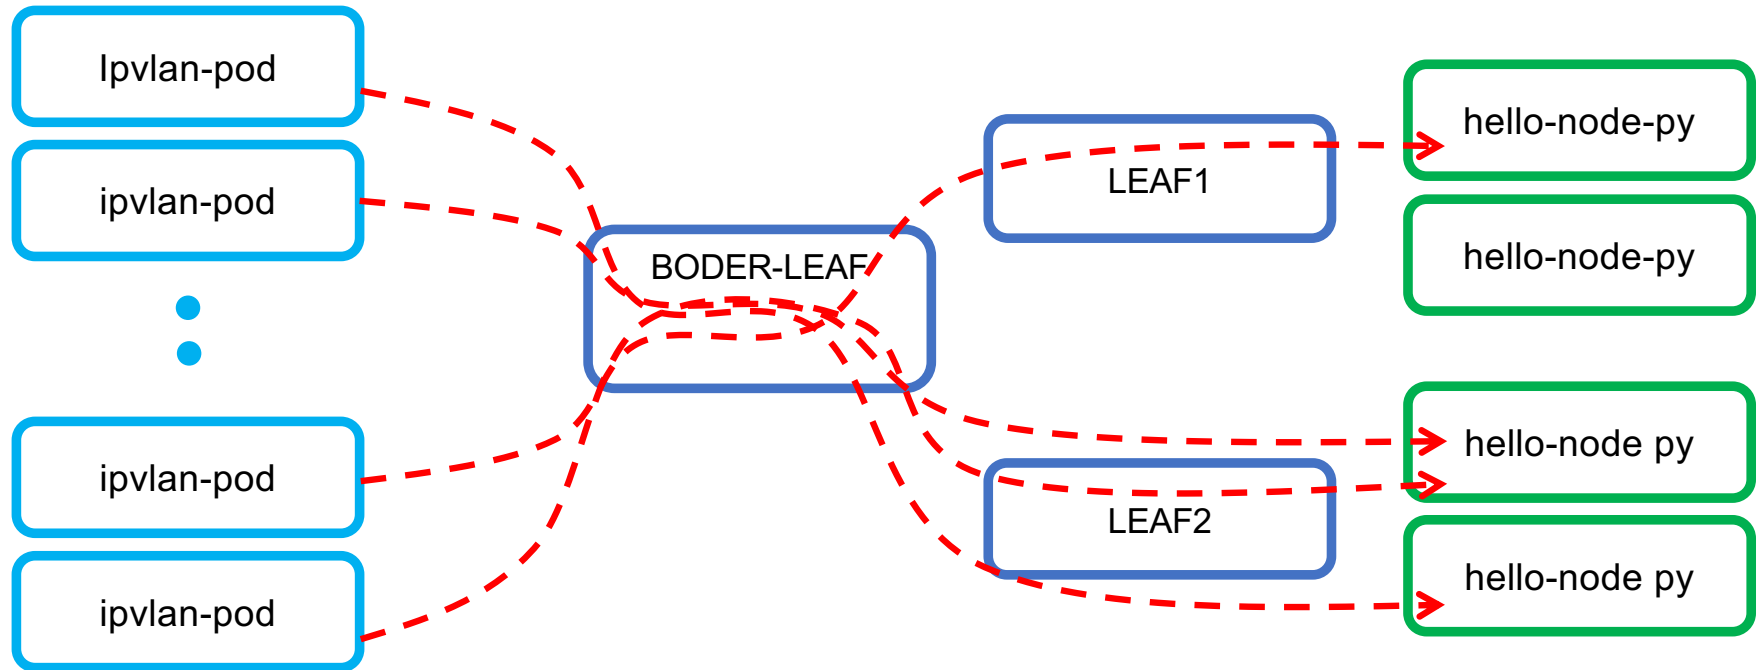 Ipvlan-pod
ipvlan-pod
ipvlan-pod
ipvlan-pod
BODER-LEAF
LEAF1
LEAF2
hello-node-py
hello-node-py
hello-node py
hello-node py